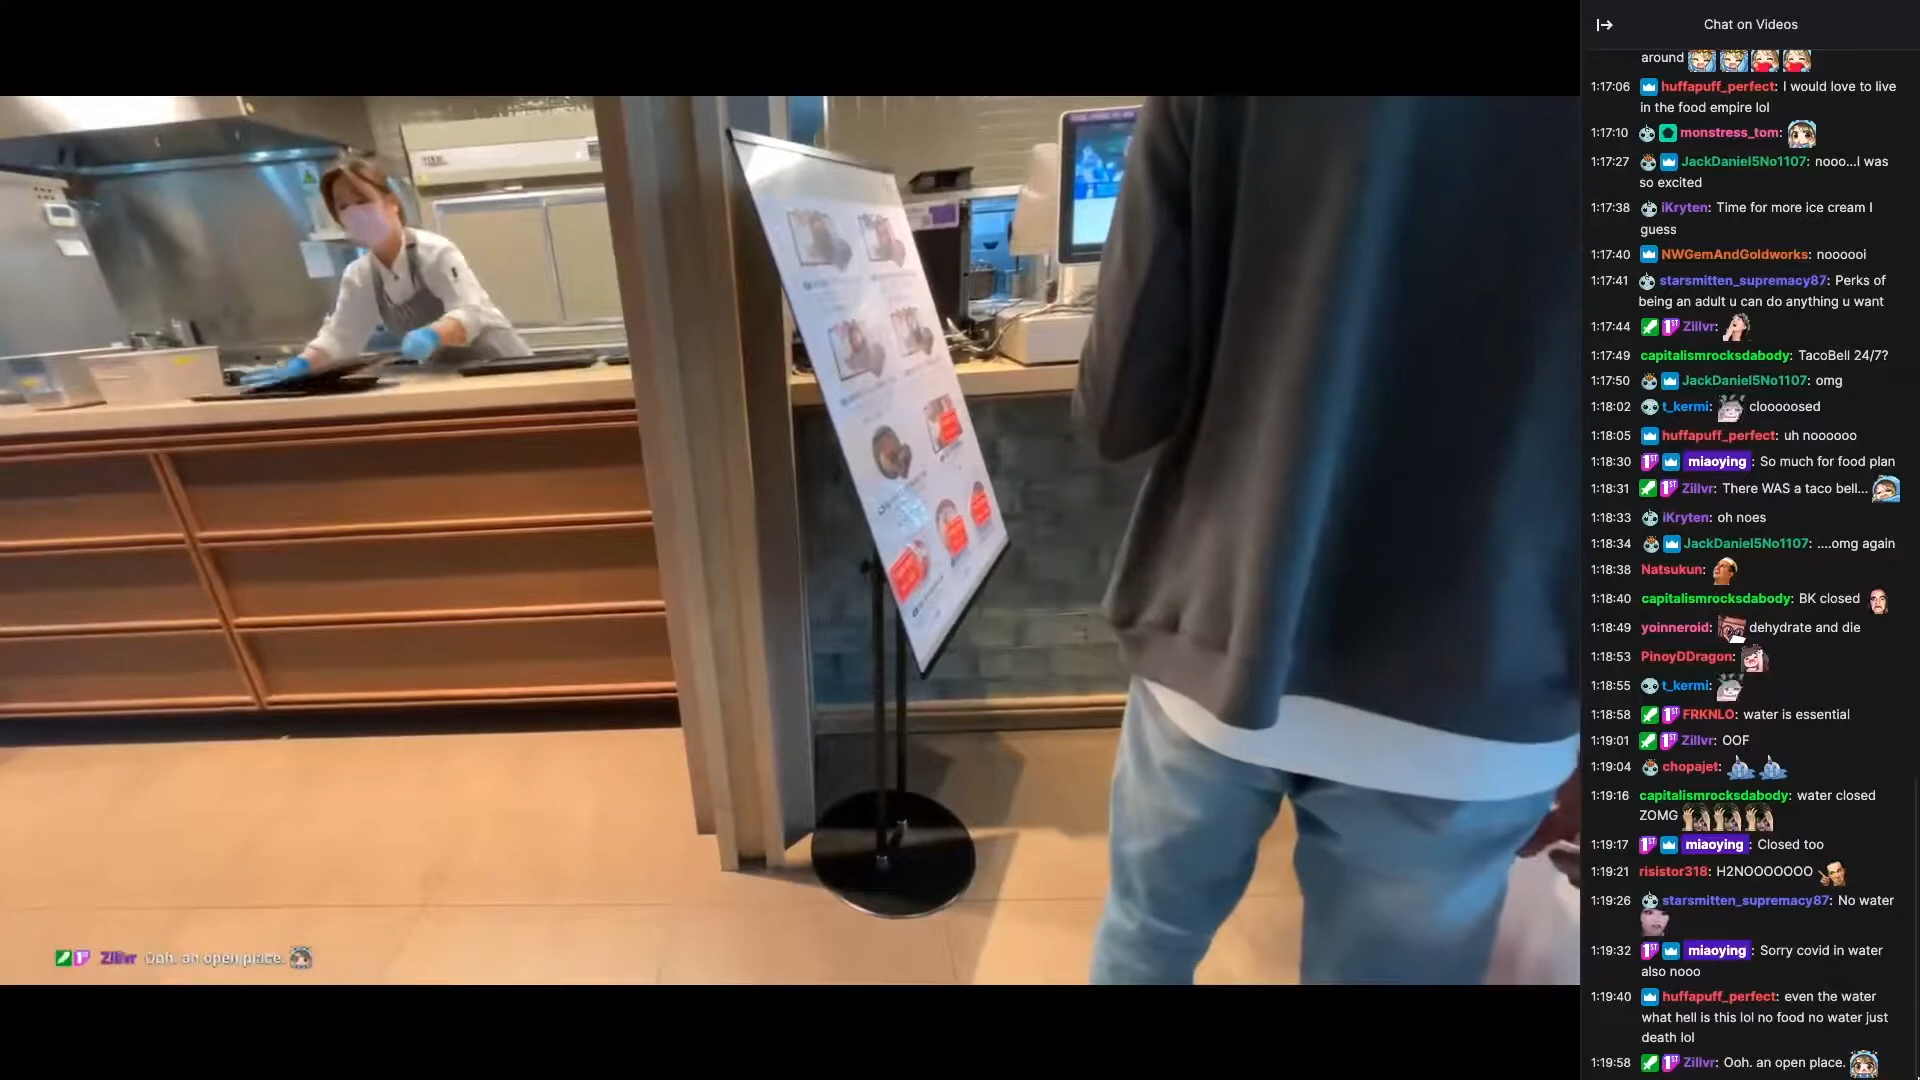 Chat on Videos
around
1:17:06 huffapuff_perfect: I would love to live
in the food empire lol
1:17:10 monstress_tom:
1:17:27 JackDaniel5No1107: nooo...I was
so excited
1:17:38 iKryten: Time for more ice cream I
guess
1:17:40 NWGemAndGoldworks: noooooi
1:17:41 starsmitten_supremacy87: Perks of
being an adult u can do anything u want
1:17:44 1ST Zillvr:
1:17:49 capitalismrocksdabody: TacoBell 24/7?
1:17:50 JackDaniel5No1107: omg
1:18:02 t_kermi: clooooosed
1:18:05 huffapuff_perfect: uh noooooo
1:18:30 1ST miaoying : So much for food plan
1:18:31 1ST Zillvr: There WAS a taco bell...
1:18:33 iKryten: oh noes
1:18:34 JackDaniel5No1107: ....omg again
1:18:38 Natsukun:
1:18:40 capitalismrocksdabody: BK closed
1:18:49 yoinneroid: dehydrate and die
1:18:53 PinoyDDragon:
1:18:55 t_kermi:
1:18:58 1ST FRKNLO: water is essential
1:19:01 1ST Zillvr: OOF
1:19:04 chopajet:
1:19:16 capitalismrocksdabody: water closed
ZOMG
1:19:17 1ST miaoying : Closed too
1:19:21 risistor318: H2NOOOOOOO
1:19:26 starsmitten_supremacy87: No water
1:19:32 1ST miaoying : Sorry covid in water
also nooo
1:19:40 huffapuff_perfect: even the water
what hell is this lol no food no water just
death lol
1:19:58 1ST Zillvr: Ooh. an open place.
Zillvr Ooh. an open place.